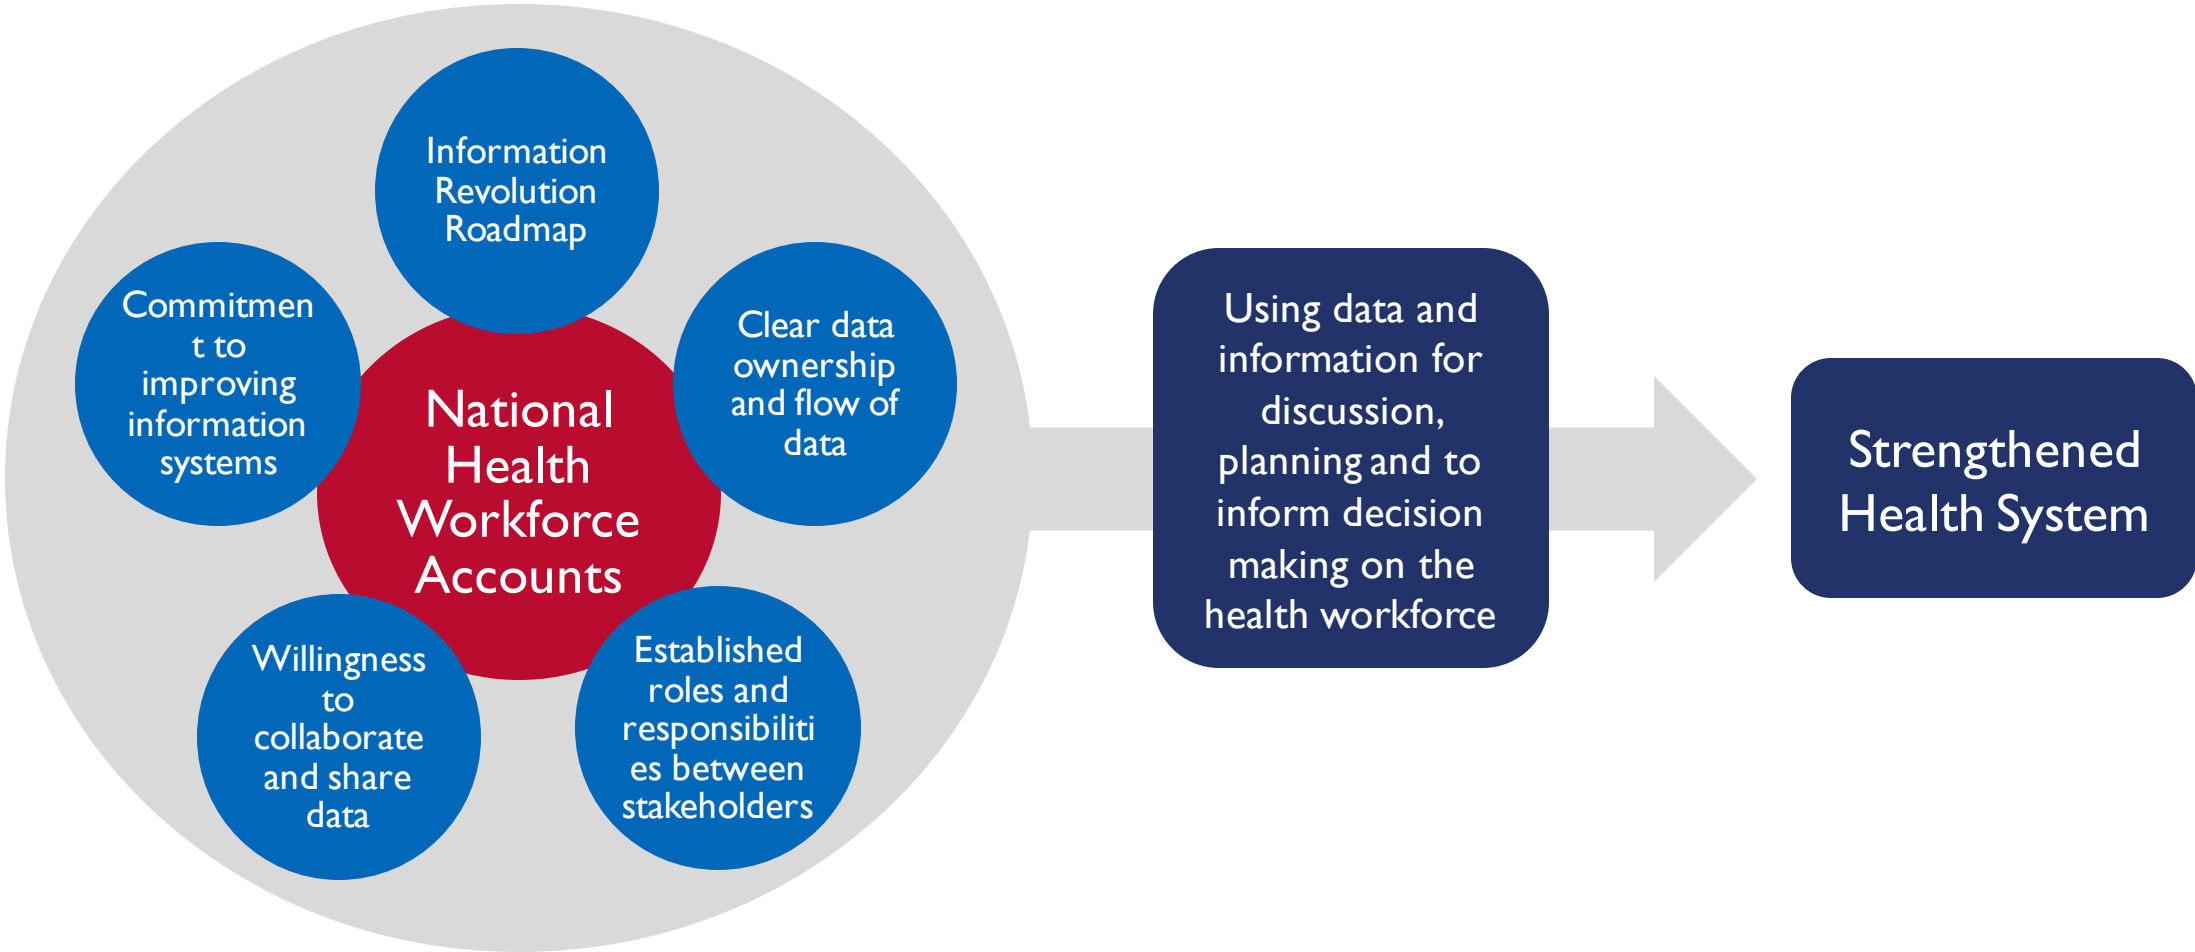 Information
Revolution
Roadmap
Commitmen
t to
improving
information
systems
Clear data
ownership
and flow of
data
National
Health
Workforce
Accounts
Willingness
to
collaborate
and share
data
Established
roles and
responsibiliti
es between
stakeholders
Using data and
information for
discussion,
planning and to
inform decision
making on the
health workforce
Strengthened
Health System